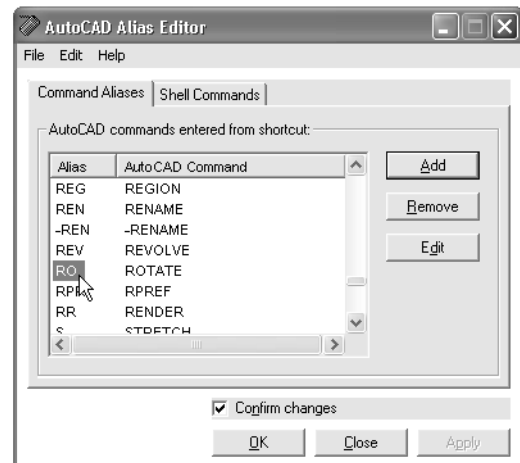 AutoCAD Alias Editor
File Edit Help
Command Aliases Shell Commands
AutoCAD commands entered from shortcut:
Alias AutoCAD Command
REG REGION
REN RENAME
-REN -RENAME
REV REVOLVE
RO ROTATE
RPREF
RR RENDER
S STRETCH
Add
Remove
Edit
Confirm changes
OK Close Apply